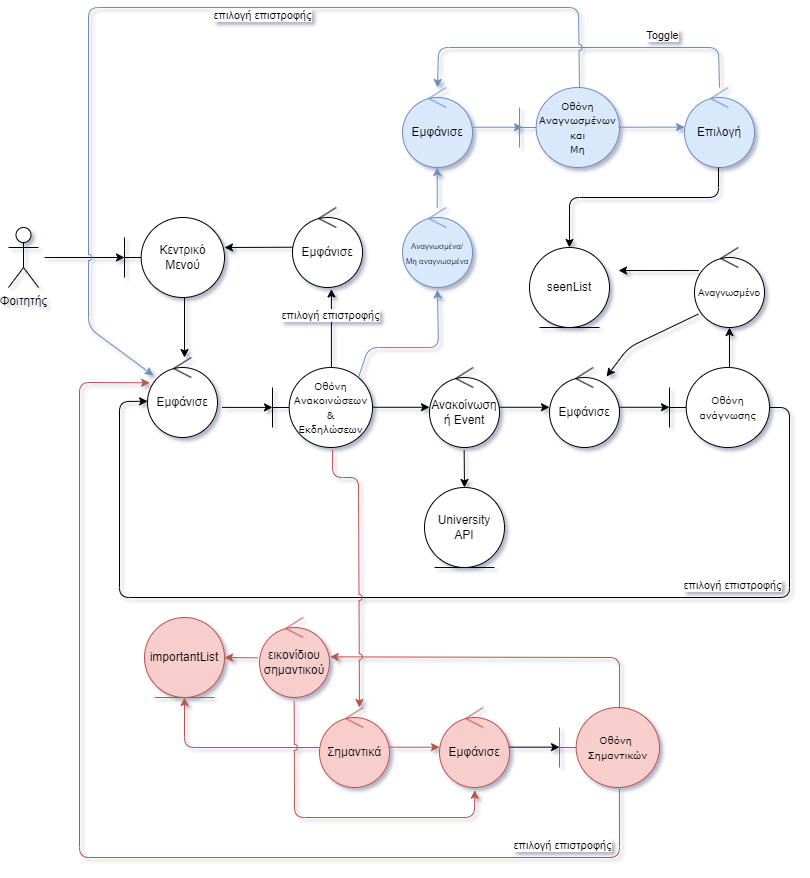 επιλογή επιστροφής
Toggle
Εμφάνισε
Οθόνη
Αναγνωσμένων
και
Μη
Επιλογή
Κεντρικό
Μενού
Εμφάνισε
Αναγνωσμένα/
Μη αναγνωσμένα
Φοιτητής
seenList
Αναγνωσμένο
επιλογή επιστροφής
Εμφάνισε
Οθόνη
Ανακοινώσεων
&
Εκδηλώσεων
Ανακοίνωση
ή Event
Εμφάνισε
Οθόνη
ανάγνωσης
University
API
επιλογή επιστροφής
importantList
εικονίδιου
σημαντικού
Σημαντικά
Εμφάνισε
Οθόνη
Σημαντικών
επιλογή επιστροφής